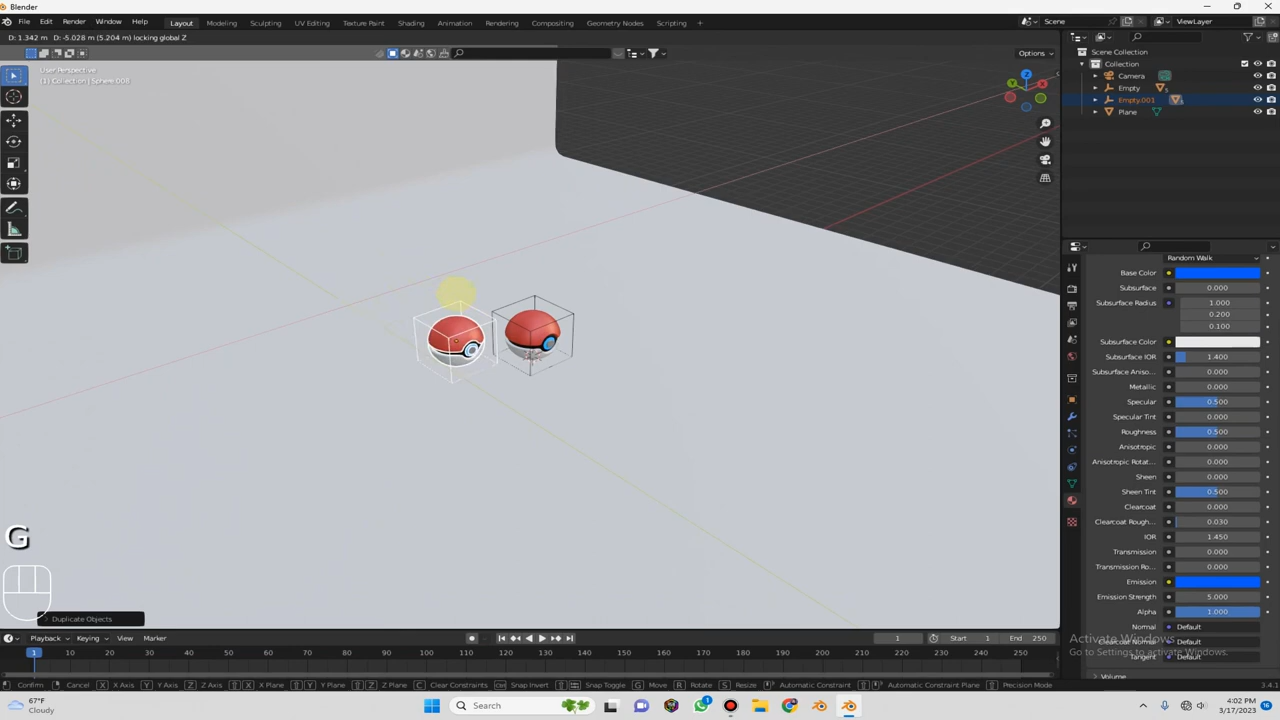 Blender
File Edit Render Window Help Layout Modeling Sculpting UV Editing Texture Paint Shading Animation Rendering Compositing Geometry Nodes Scripting + Scene ViewLayer
D: 1.342 m D: -5.028 m (5.204 m) locking global Z
Options
User Perspective
(1) Collection | Sphere.008
Scene Collection
Collection
Camera
Empty
Empty.001
Plane
Random Walk
Base Color
Subsurface 0.000
Subsurface Radius 1.000
0.200
0.100
Subsurface Color
Subsurface IOR 1.400
Subsurface Aniso... 0.000
Metallic 0.000
Specular 0.500
Specular Tint 0.000
Roughness 0.500
Anisotropic 0.000
Anisotropic Rotat... 0.000
Sheen 0.000
Sheen Tint 0.500
Clearcoat 0.000
Clearcoat Rough... 0.030
IOR 1.450
Transmission 0.000
Transmission Ro... 0.000
Emission
Emission Strength 5.000
Alpha 1.000
Normal Default
Clearcoat Normal Default
Tangent Default
Volume
Activate Windows
Go to Settings to activate Windows.
G
Duplicate Objects
Playback Keying View Marker 1 Start 1 End 250
1 10 20 30 40 50 60 70 80 90 100 110 120 130 140 150 160 170 180 190 200 210 220 230 240 250
Confirm Cancel X X Axis Y Y Axis Z Z Axis X X Plane Y Y Plane Z Z Plane C Clear Constraints Snap Invert Snap Toggle G Move R Rotate S Resize Automatic Constraint Automatic Constraint Plane Precision Mode
3.4.1
67°F
Cloudy
Search
4:02 PM
3/17/2023